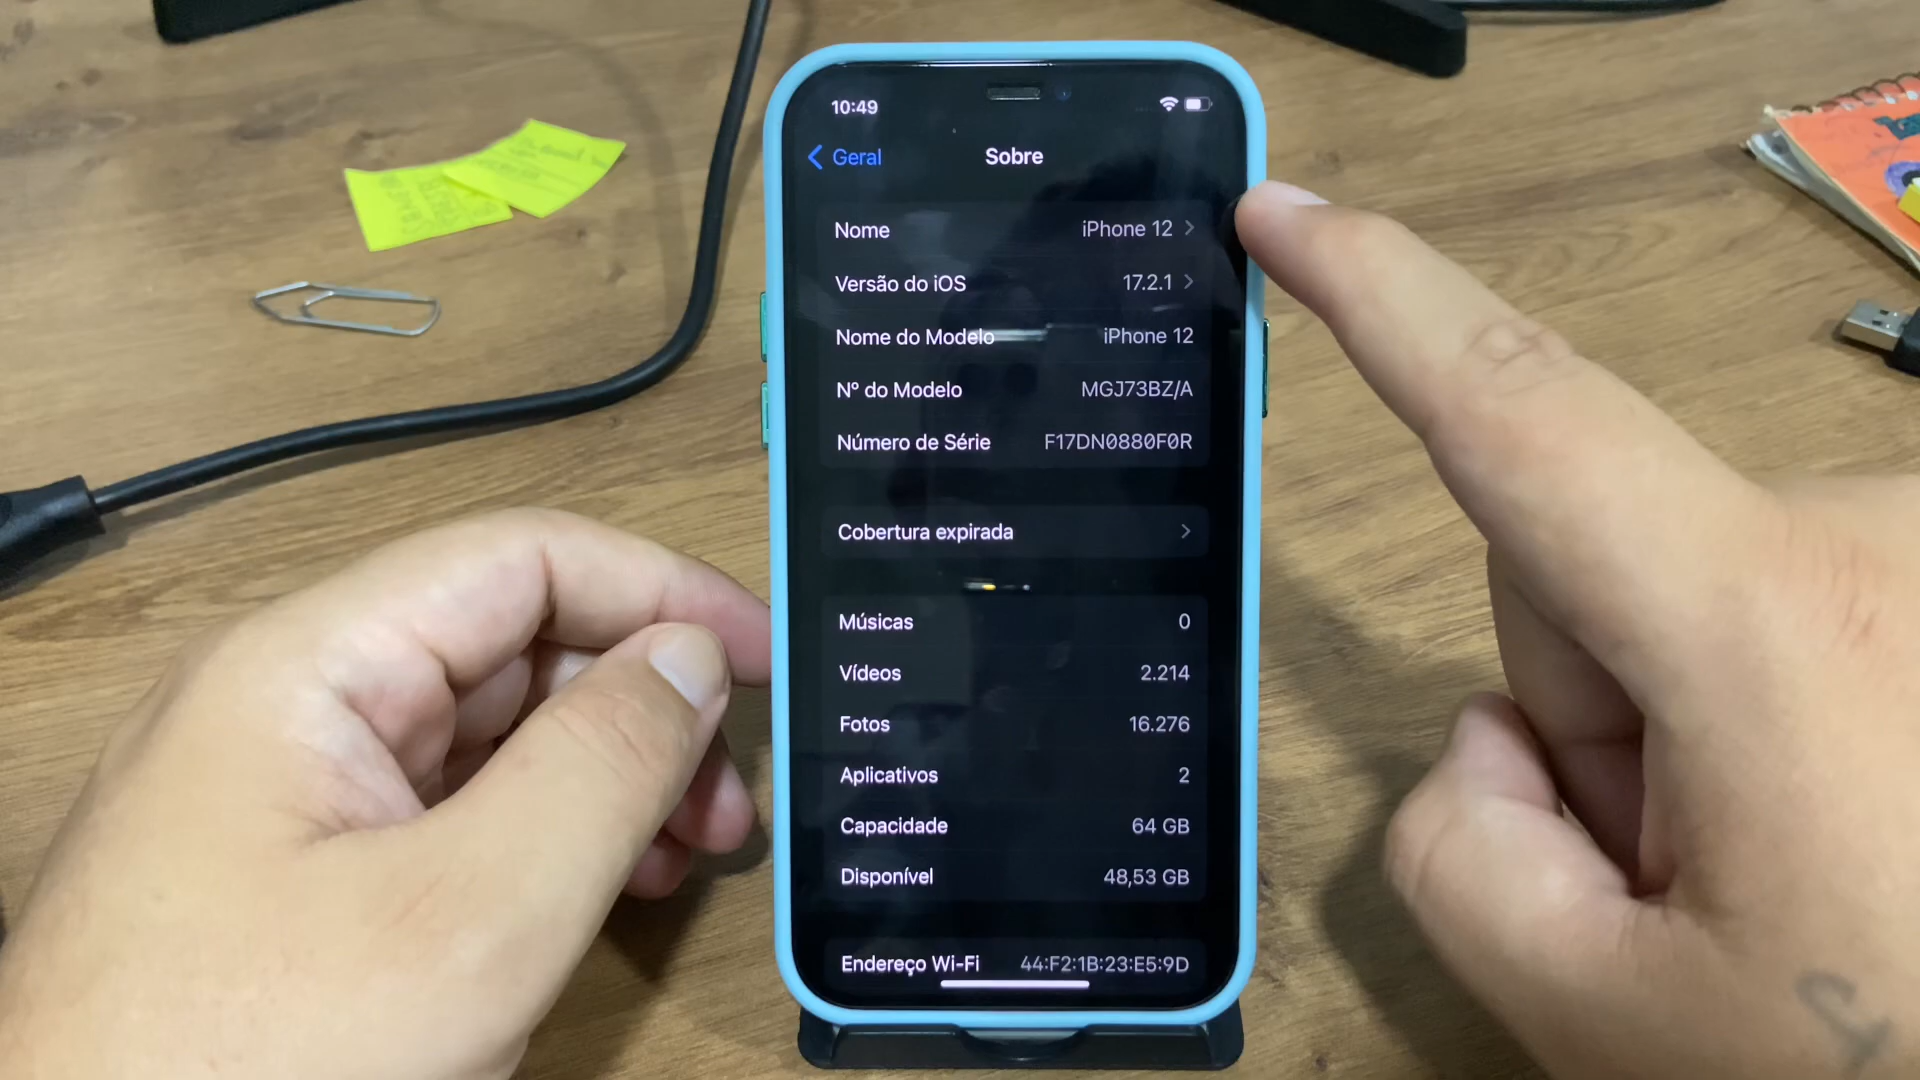 10:49
Geral
Sobre
Nome iPhone 12
Versão do iOS 17.2.1
Nome do Modelo iPhone 12
Nº do Modelo MGJ73BZ/A
Número de Série F17DN0880F0R
Cobertura expirada
Músicas 0
Vídeos 2.214
Fotos 16.276
Aplicativos 2
Capacidade 64 GB
Disponível 48,53 GB
Endereço Wi-Fi 44:F2:1B:23:E5:9D